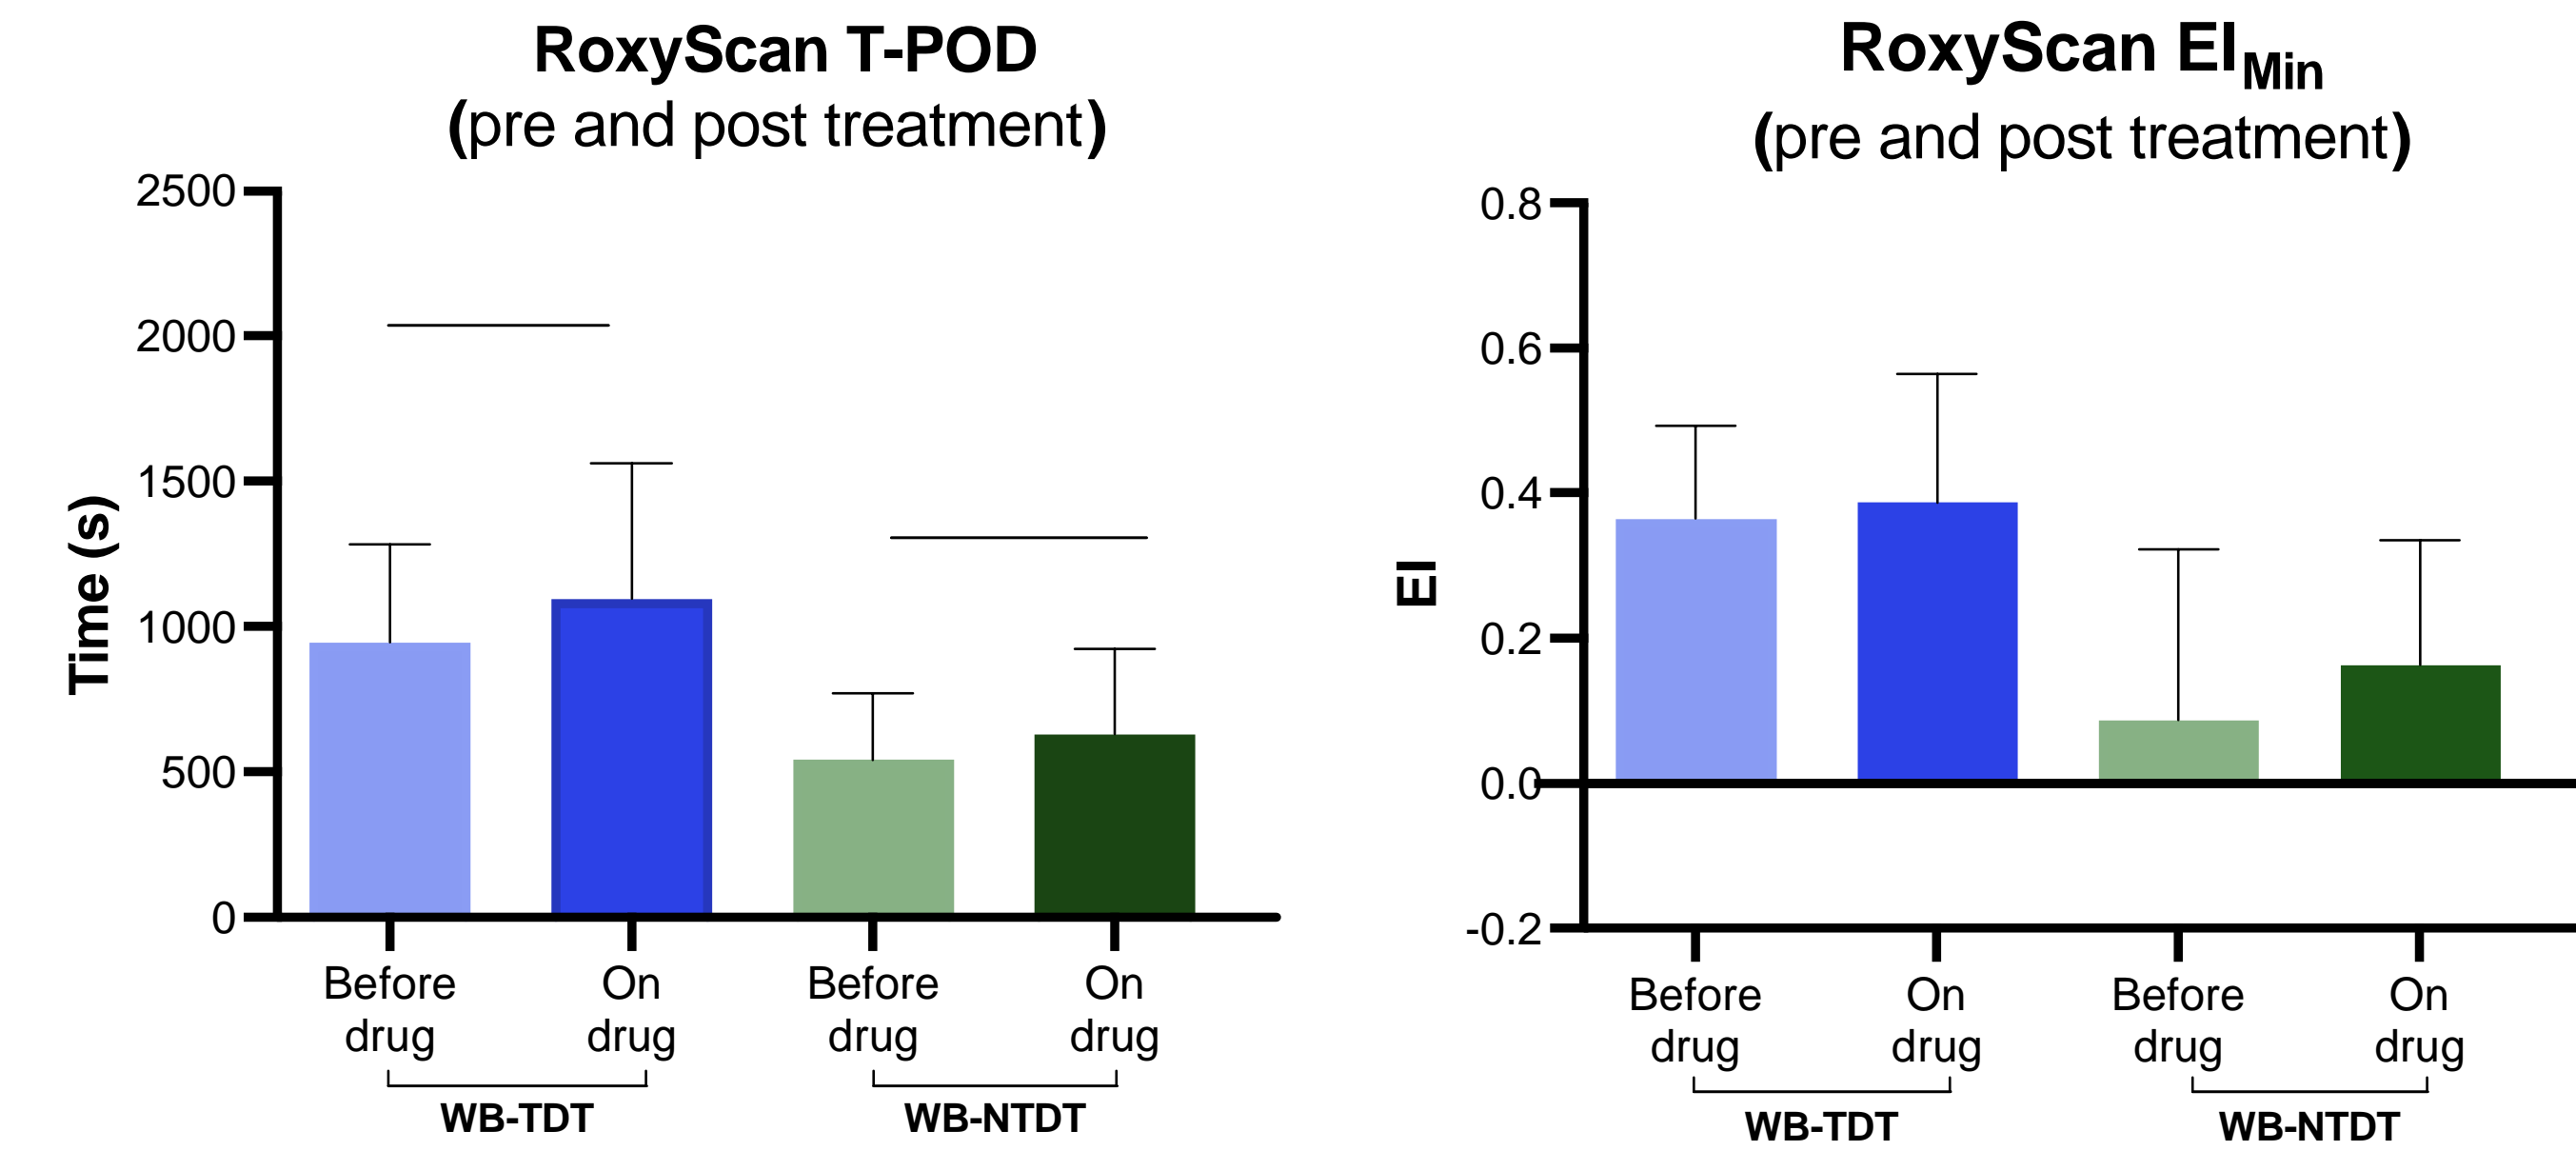 RoxyScan T-POD
(pre and post treatment)
2500
2000
1500
1000
500
0
Time (s)
Before drug
On drug
Before drug
On drug
WB-TDT
WB-NTDT
RoxyScan EIMin
(pre and post treatment)
0.8
0.6
0.4
0.2
0.0
-0.2
EI
Before drug
On drug
Before drug
On drug
WB-TDT
WB-NTDT